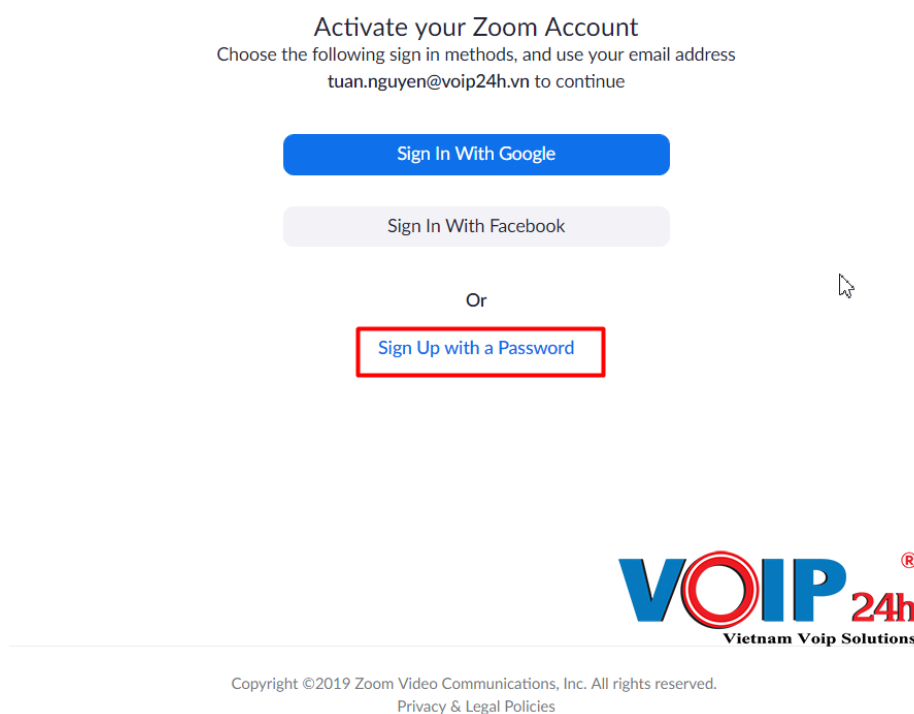 Activate your Zoom Account
Choose the following sign in methods, and use your email address
tuan.nguyen@voip24h.vn to continue
Sign In With Google
Sign In With Facebook
Or
Sign Up with a Password
VOIP 24h ®
Vietnam Voip Solutions
Copyright ©2019 Zoom Video Communications, Inc. All rights reserved.
Privacy & Legal Policies